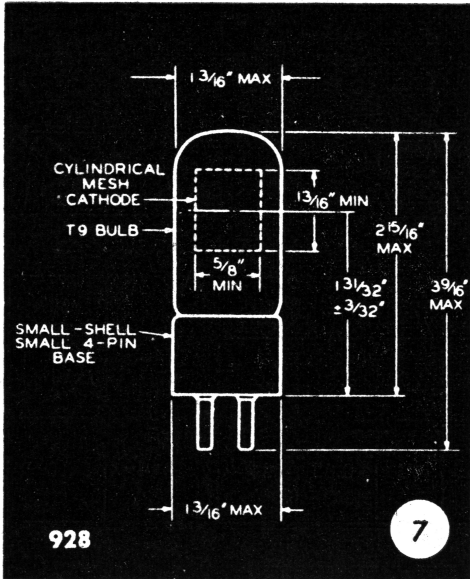 1 3/16" MAX
CYLINDRICAL
MESH
CATHODE
13/16" MIN
T9 BULB
2 15/16"
MAX
5/8"
MIN
1 31/32"
± 3/32"
3 9/16"
MAX
SMALL-SHELL
SMALL 4-PIN
BASE
1 3/16" MAX
928
7